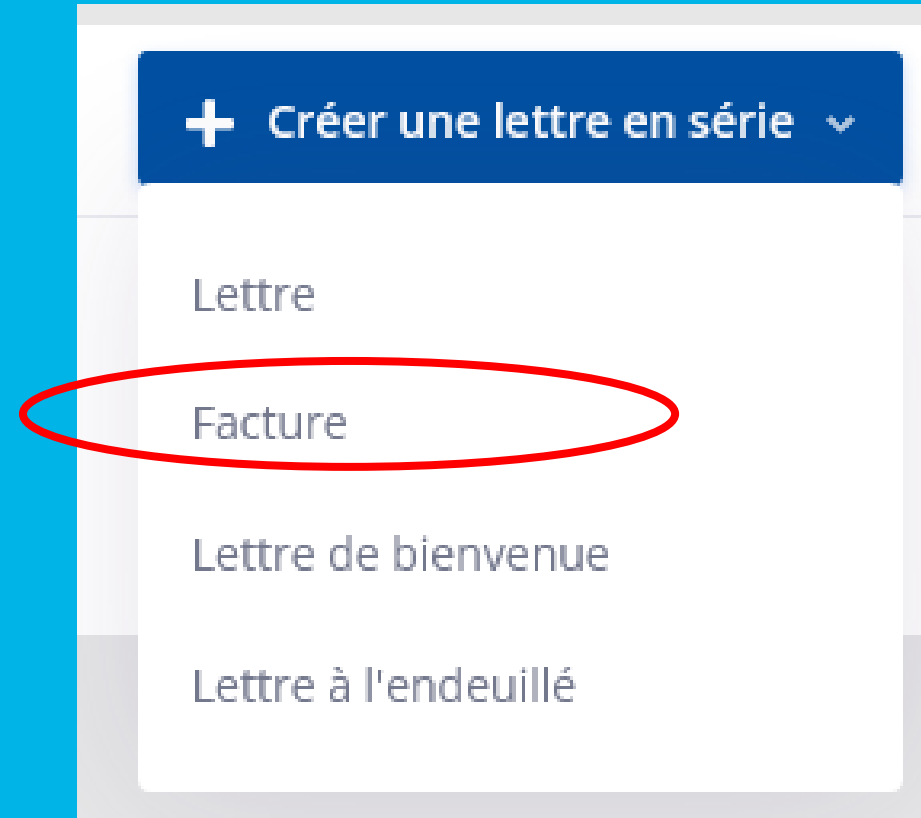 Créer une lettre en série
Lettre
Facture
Lettre de bienvenue
Lettre à l'endeuillé